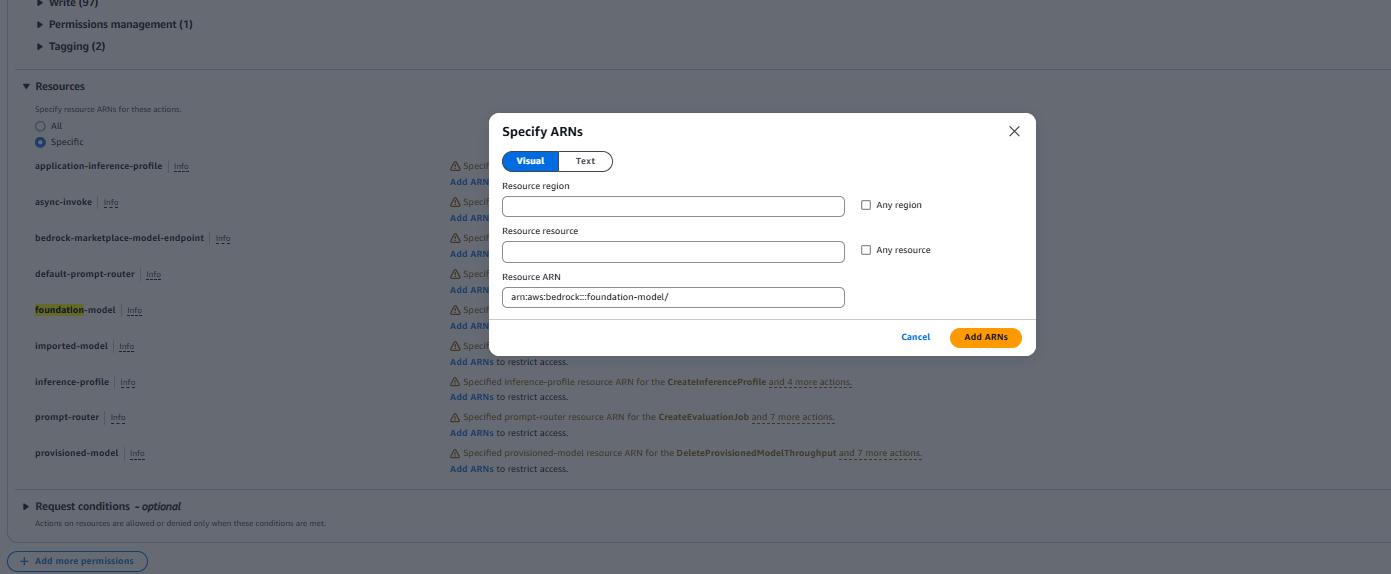 Write (97)
Permissions management (1)
Tagging (2)
Resources
Specify resource ARNs for these actions.
All
Specific
application-inference-profile Info
Specif
Add ARN
async-invoke Info
Specif
Add ARN
bedrock-marketplace-model-endpoint Info
Specif
Add ARN
default-prompt-router Info
Specif
Add ARN
foundation-model Info
Specif
Add ARN
imported-model Info
Specif
Add ARNs to restrict access.
inference-profile Info
Specified inference-profile resource ARN for the CreateInferenceProfile and 4 more actions.
Add ARNs to restrict access.
prompt-router Info
Specified prompt-router resource ARN for the CreateEvaluationJob and 7 more actions.
Add ARNs to restrict access.
provisioned-model Info
Specified provisioned-model resource ARN for the DeleteProvisionedModelThroughput and 7 more actions.
Add ARNs to restrict access.
Request conditions - optional
Actions on resources are allowed or denied only when these conditions are met.
+ Add more permissions
Specify ARNs
Visual Text
Resource region
Any region
Resource resource
Any resource
Resource ARN
arn:aws:bedrock:::foundation-model/
Cancel Add ARNs